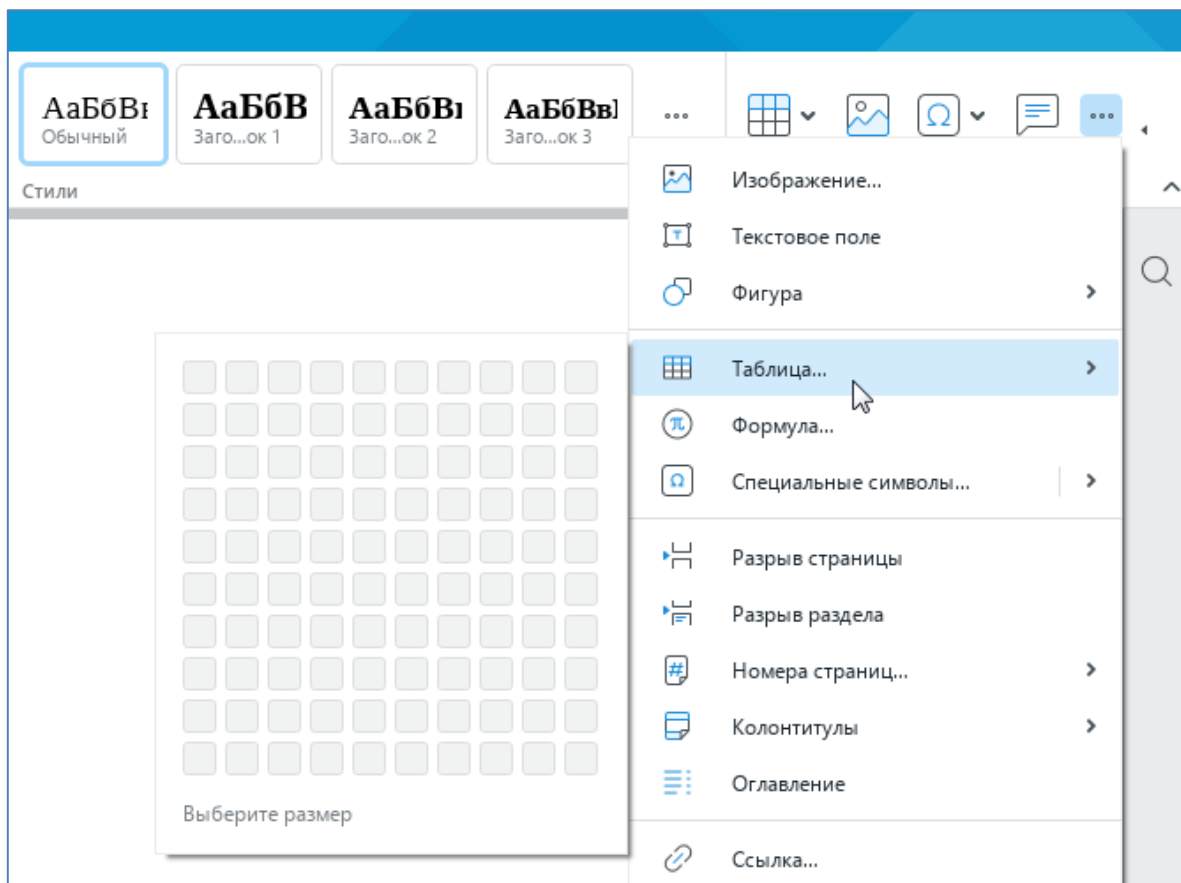 АаБбВі
Обычный
АаБбВ
Заго...ок 1
АаБбВı
Заго...ок 2
АаБбВвІ
Заго...ок 3
Стили
Изображение...
Текстовое поле
Фигура
Таблица...
Формула...
Специальные символы...
Разрыв страницы
Разрыв раздела
Номера страниц...
Колонтитулы
Оглавление
Ссылка...
Выберите размер